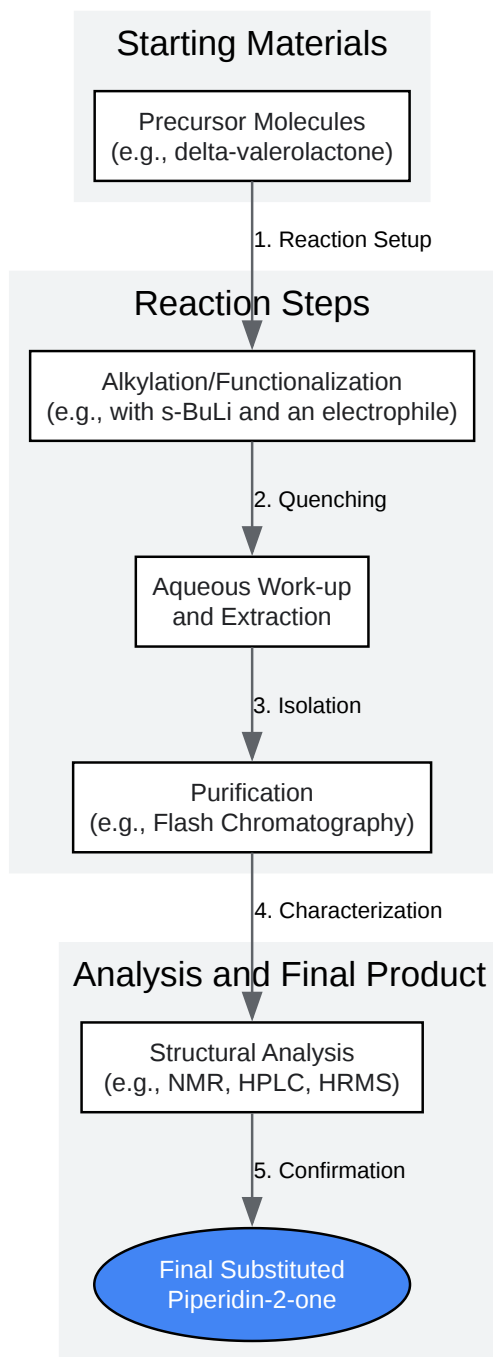 Starting Materials
Precursor Molecules
(e.g., delta-valerolactone)
1. Reaction Setup
Reaction Steps
Alkylation/Functionalization
(e.g., with s-BuLi and an electrophile)
2. Quenching
Aqueous Work-up
and Extraction
3. Isolation
Purification
(e.g., Flash Chromatography)
4. Characterization
Analysis and Final Product
Structural Analysis
(e.g., NMR, HPLC, HRMS)
5. Confirmation
Final Substituted
Piperidin-2-one